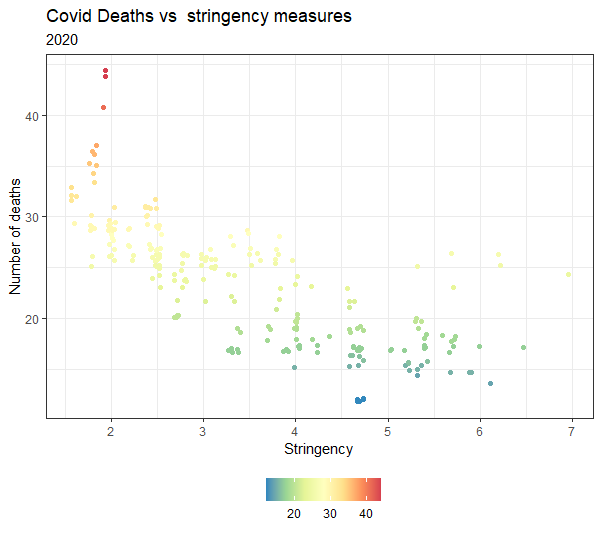 Covid Deaths vs  stringency measures
2020
Number of deaths
40
30
20
2 3 4 5 6 7
Stringency
20 30 40